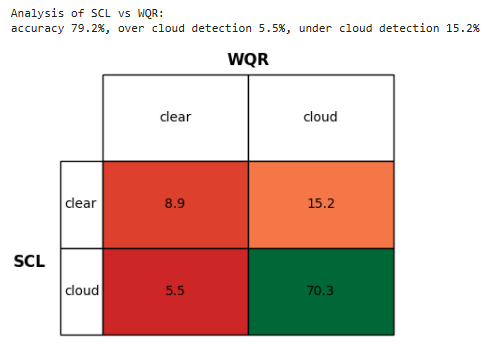 Analysis of SCL vs WQR:
accuracy 79.2%, over cloud detection 5.5%, under cloud detection 15.2%
WQR
clear cloud
clear 8.9 15.2
SCL
cloud 5.5 70.3